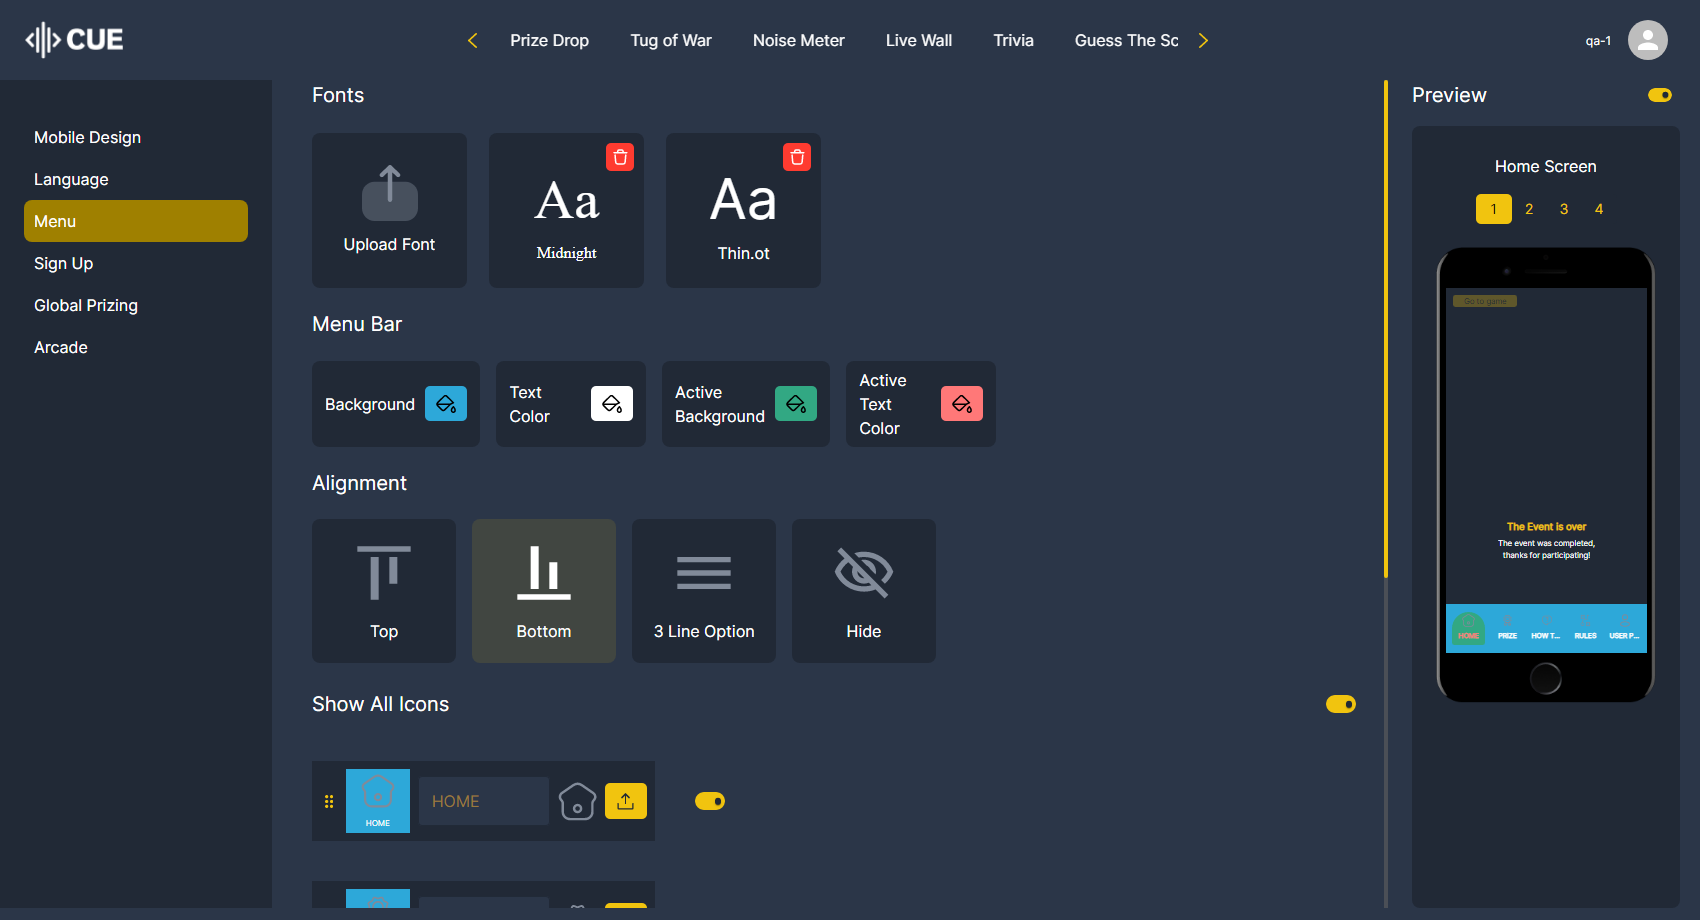 CUE
Prize Drop
Tug of War
Noise Meter
Live Wall
Trivia
Guess The Sc
qa-1
Mobile Design
Language
Menu
Sign Up
Global Prizing
Arcade
Fonts
Upload Font
Aa
Midnight
Aa
Thin.ot
Menu Bar
Background
Text
Color
Active
Background
Active
Text
Color
Alignment
Top
Bottom
3 Line Option
Hide
Show All Icons
HOME
HOME
Preview
Home Screen
1 2 3 4
Go to game
The Event is over
The event was completed,
thanks for participating!
HOME PRIZE HOW T... RULES USER P...